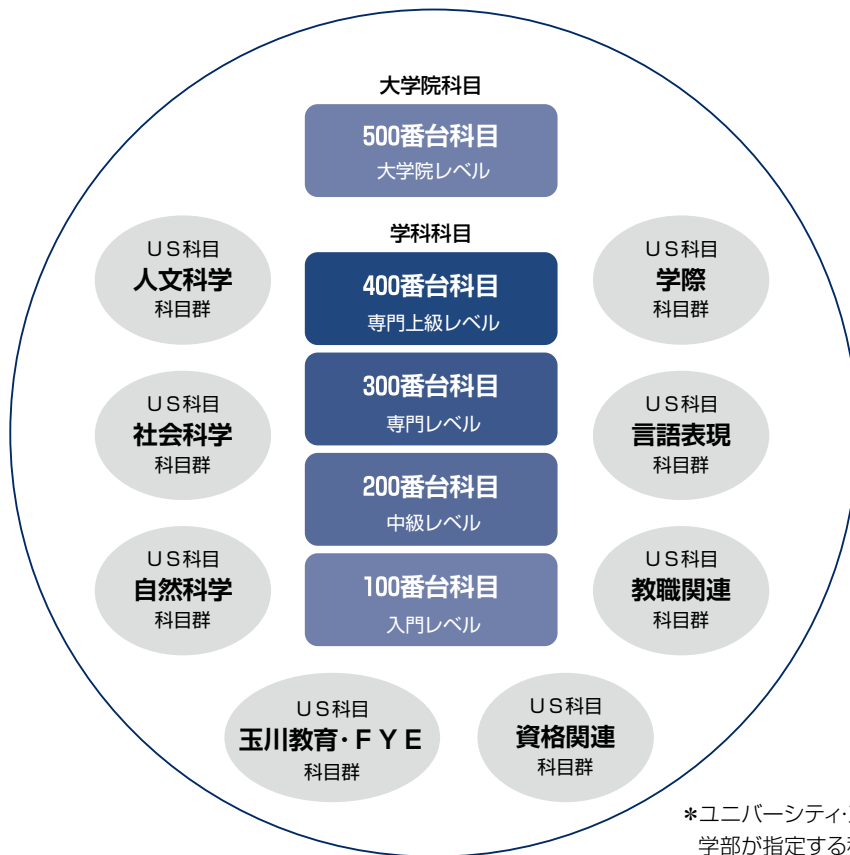 大学院科目
500番台科目
大学院レベル
学科科目
400番台科目
専門上級レベル
300番台科目
専門レベル
200番台科目
中級レベル
100番台科目
入門レベル
US科目
人文科学
科目群
US科目
社会科学
科目群
US科目
自然科学
科目群
US科目
玉川教育・FYE
科目群
US科目
学際
科目群
US科目
言語表現
科目群
US科目
教職関連
科目群
US科目
資格関連
科目群
*ユニバーシティ・
学部が指定する